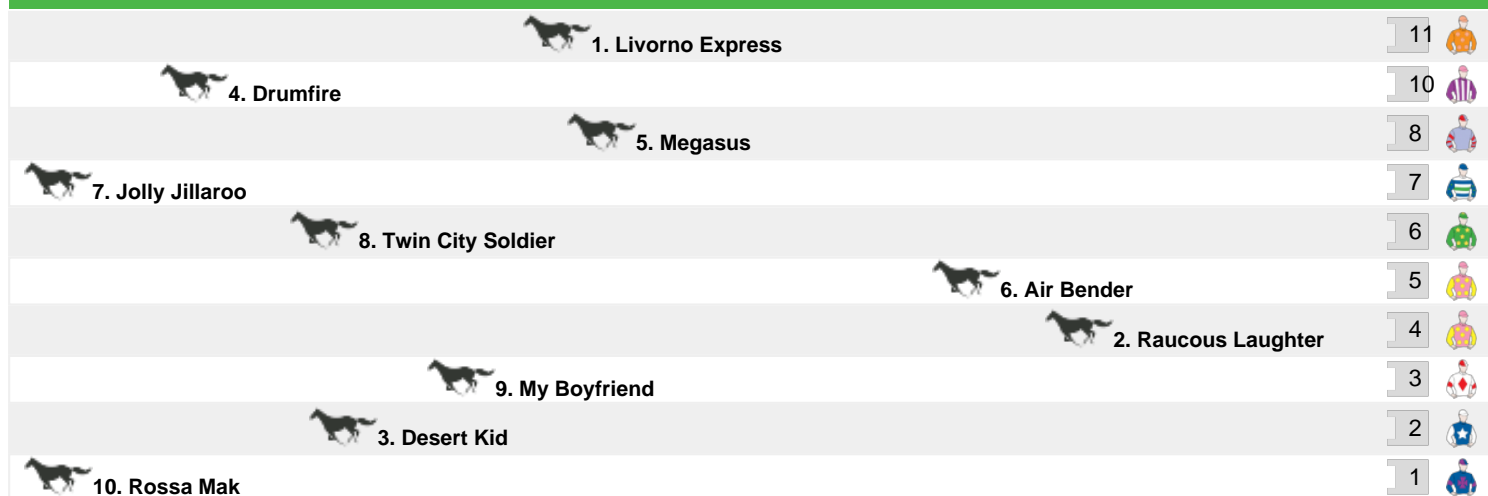 1. Livorno Express 11
4. Drumfire 10
5. Megasus 8
7. Jolly Jillaroo 7
8. Twin City Soldier 6
6. Air Bender 5
2. Raucous Laughter 4
9. My Boyfriend 3
3. Desert Kid 2
10. Rossa Mak 1